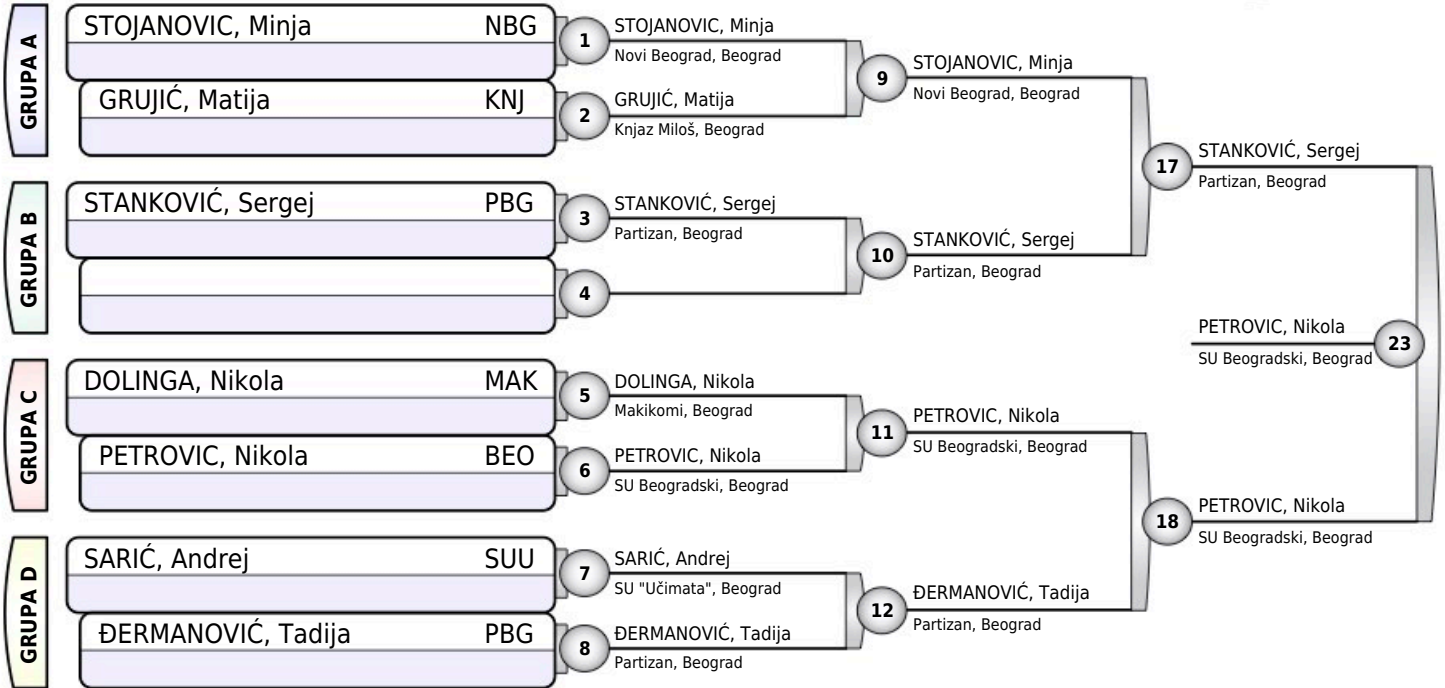 GRUPA A
STOJANOVIC, Minja NBG
GRUJIĆ, Matija KNJ
GRUPA B
STANKOVIĆ, Sergej PBG
GRUPA C
DOLINGA, Nikola MAK
PETROVIC, Nikola BEO
GRUPA D
SARIĆ, Andrej SUU
ĐERMANOVIĆ, Tadija PBG
1
STOJANOVIC, Minja
Novi Beograd, Beograd
2
GRUJIĆ, Matija
Knjaz Miloš, Beograd
3
STANKOVIĆ, Sergej
Partizan, Beograd
4
5
DOLINGA, Nikola
Makikomi, Beograd
6
PETROVIC, Nikola
SU Beogradski, Beograd
7
SARIĆ, Andrej
SU "Učimata", Beograd
8
ĐERMANOVIĆ, Tadija
Partizan, Beograd
9
STOJANOVIC, Minja
Novi Beograd, Beograd
10
STANKOVIĆ, Sergej
Partizan, Beograd
11
PETROVIC, Nikola
SU Beogradski, Beograd
12
ĐERMANOVIĆ, Tadija
Partizan, Beograd
17
STANKOVIĆ, Sergej
Partizan, Beograd
18
PETROVIC, Nikola
SU Beogradski, Beograd
PETROVIC, Nikola
SU Beogradski, Beograd
23